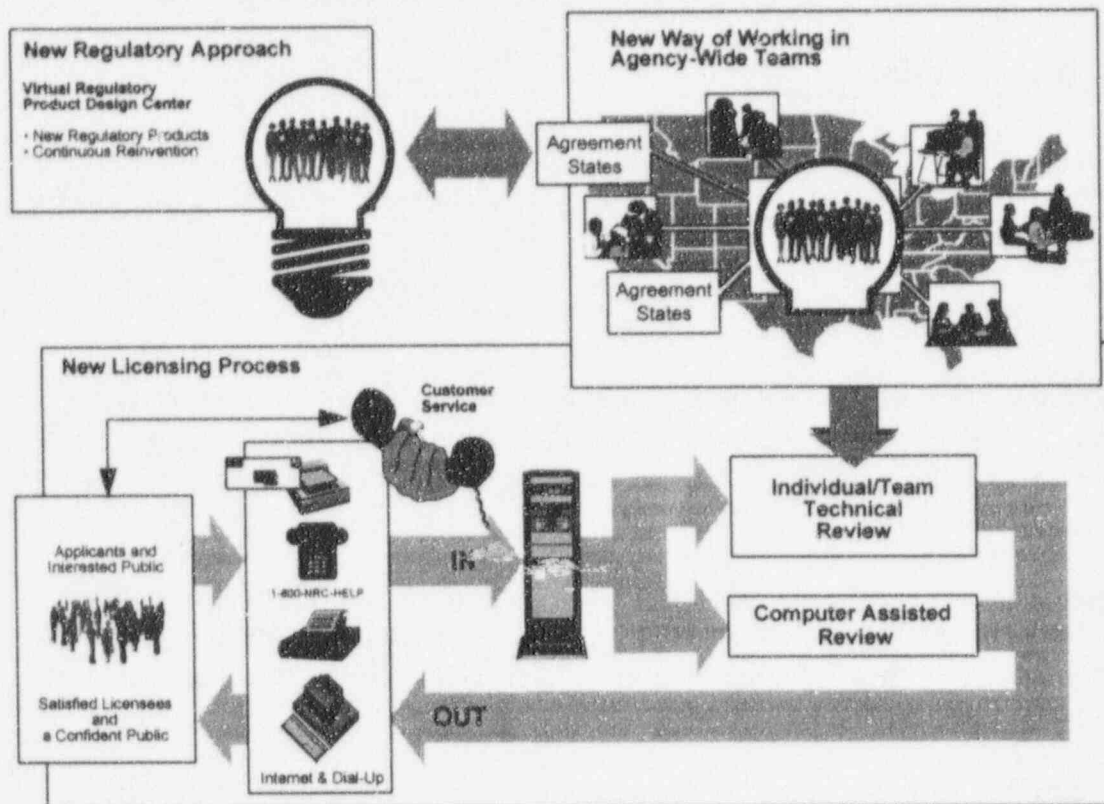 New Regulatory Approach
Virtual Regulatory
Product Design Center
· New Regulatory Products
· Continuous Reinvention
New Way of Working in
Agency-Wide Teams
Agreement
States
Agreement
States
New Licensing Process
Customer
Service
Applicants and
Interested Public
Satisfied Licensees
and
a Confident Public
1-800-NRC-HELP
Internet & Dial-Up
IN
OUT
Individual/Team
Technical
Review
Computer Assisted
Review